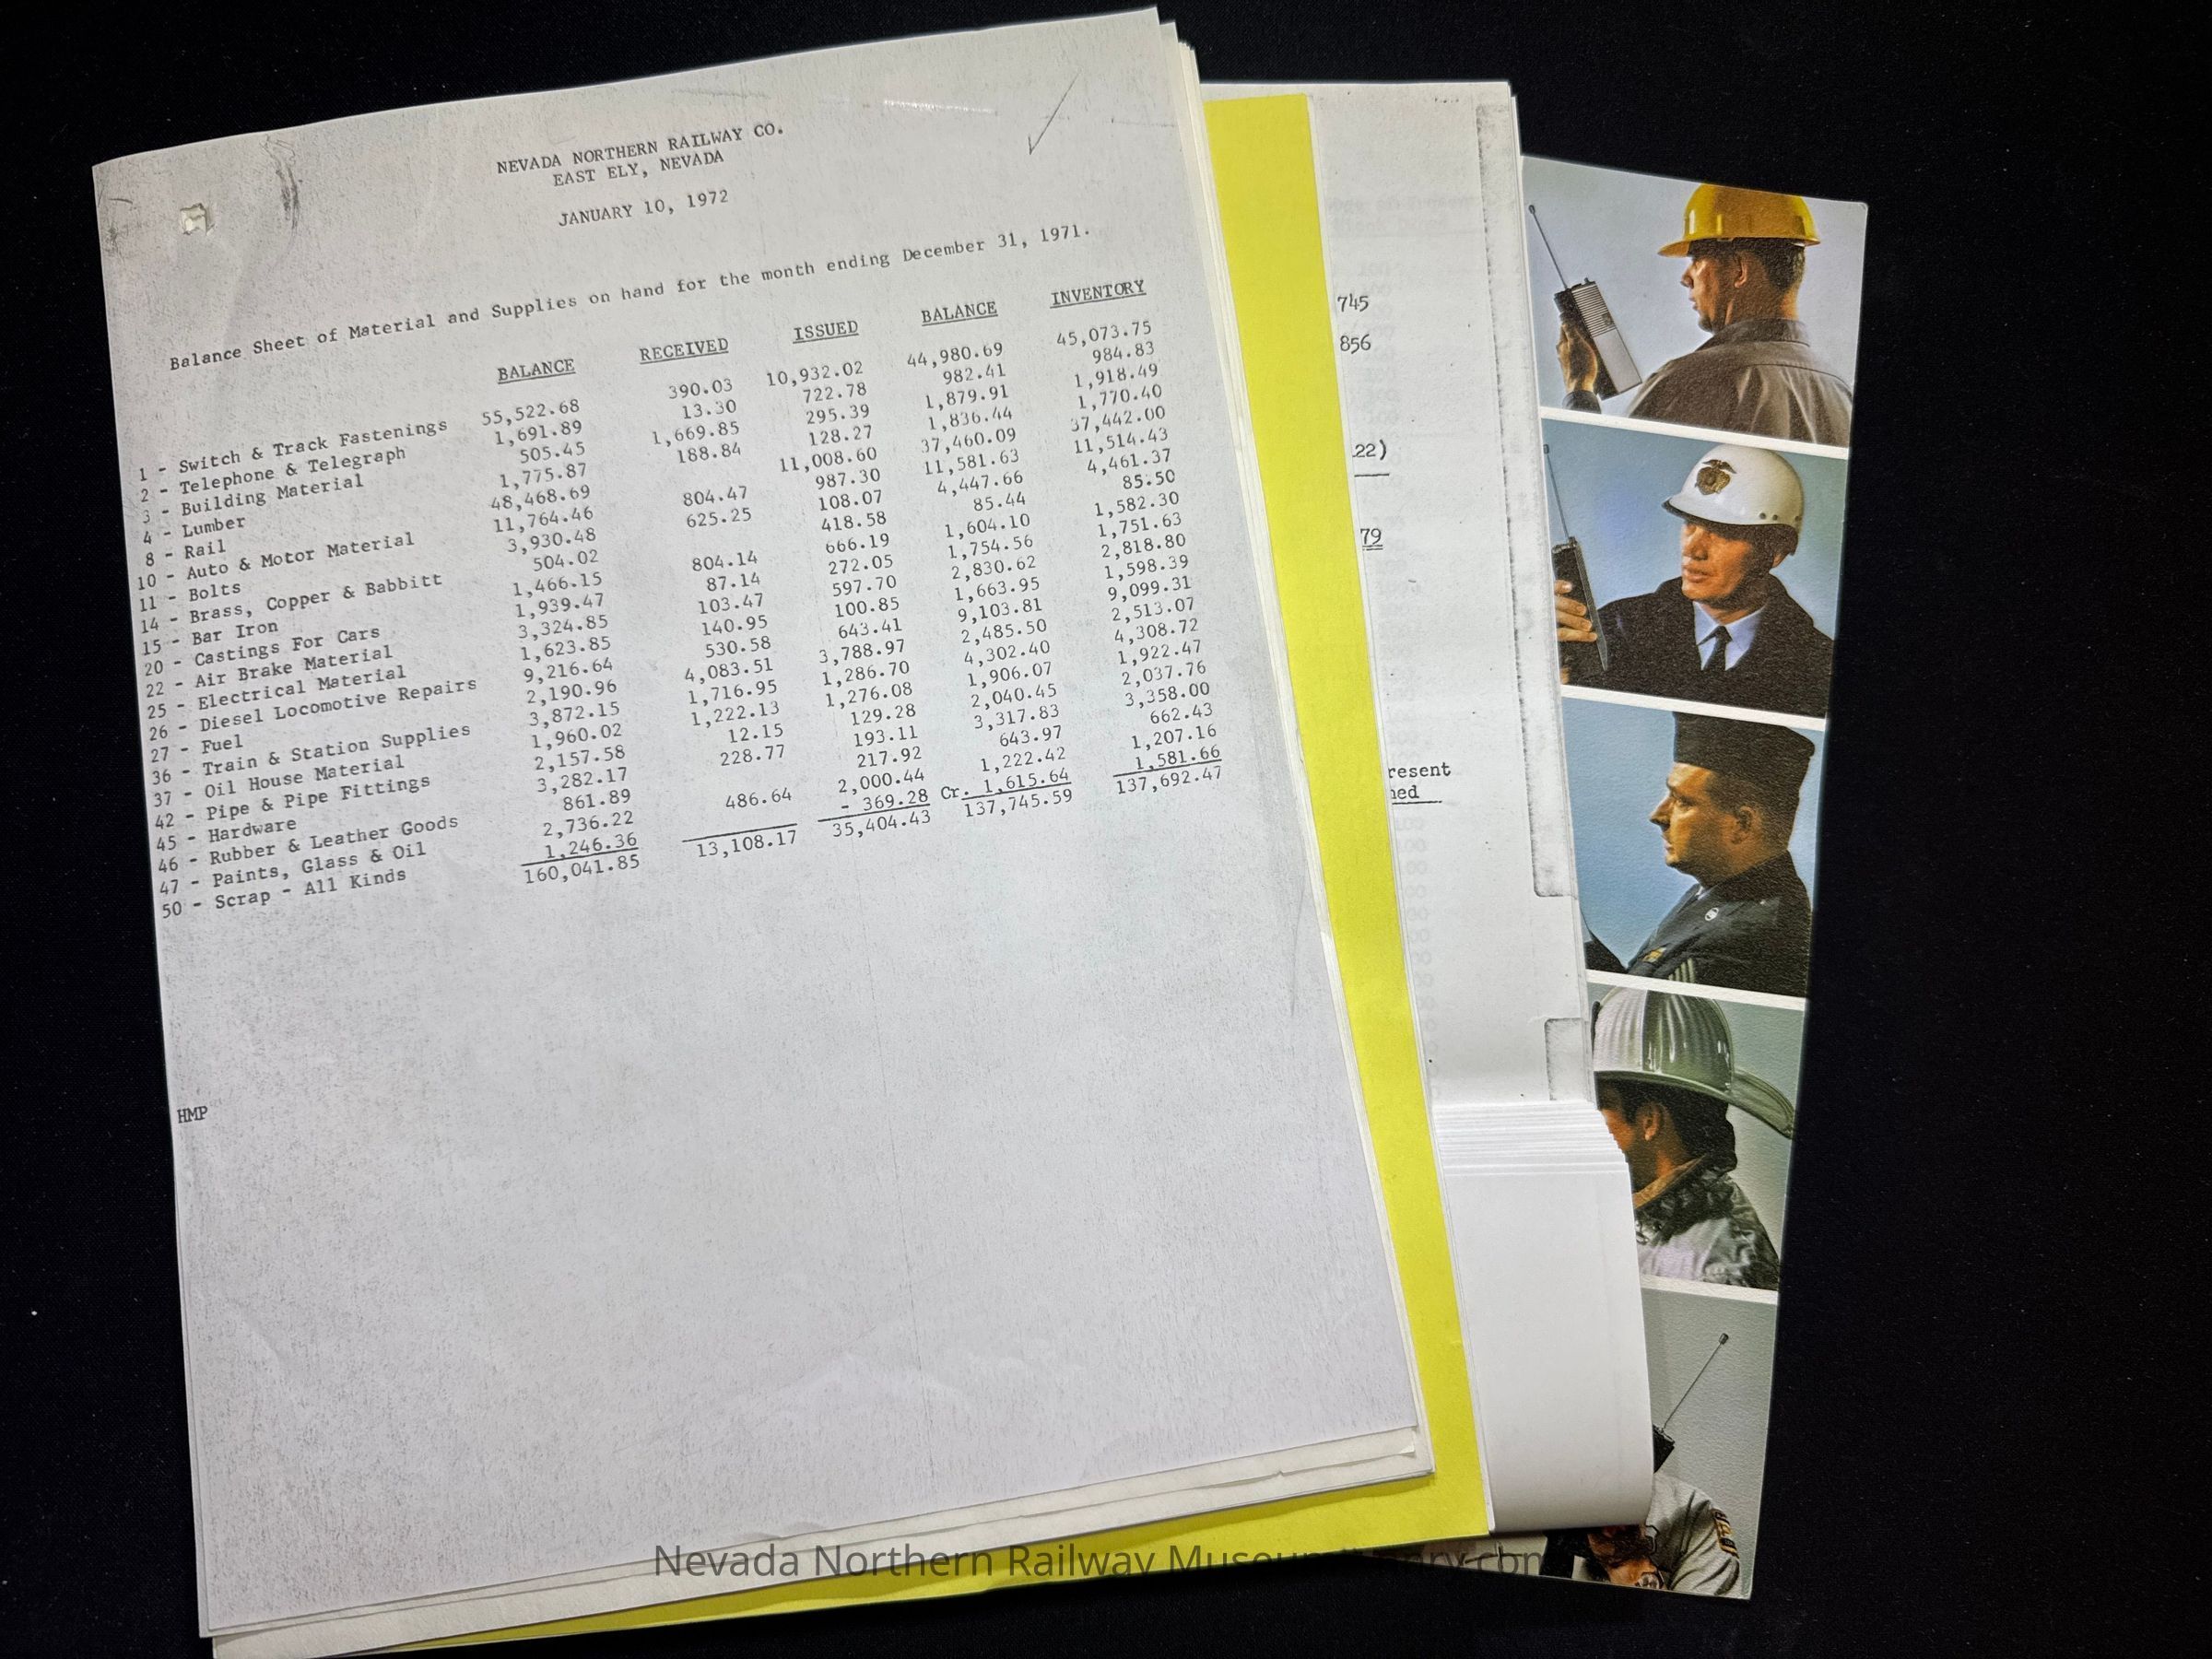 NEVADA NORTHERN RAILWAY CO.
EAST ELY, NEVADA
JANUARY 10, 1972
Balance Sheet of Material and Supplies on hand for the month ending December 31, 1971.
BALANCE RECEIVED ISSUED BALANCE INVENTORY
1 - Switch & Track Fastenings 55,522.68 390.03 10,932.02 44,980.69 45,073.75
2 - Telephone & Telegraph 1,691.89 13.30 722.78 982.41 984.83
3 - Building Material 505.45 1,669.85 295.39 1,879.91 1,918.49
4 - Lumber 1,775.87 188.84 128.27 1,836.44 1,770.40
8 - Rail 48,468.69 11,008.60 37,460.09 37,442.00
10 - Auto & Motor Material 11,764.46 804.47 987.30 11,581.63 11,514.43
11 - Bolts 3,930.48 625.25 108.07 4,447.66 4,461.37
14 - Brass, Copper & Babbitt 504.02 418.58 85.44 85.50
15 - Bar Iron 1,466.15 804.14 666.19 1,604.10 1,582.30
20 - Castings For Cars 1,939.47 87.14 272.05 1,754.56 1,751.63
22 - Air Brake Material 3,324.85 103.47 597.70 2,830.62 2,818.80
25 - Electrical Material 1,623.85 140.95 100.85 1,663.95 1,598.39
26 - Diesel Locomotive Repairs 9,216.64 530.58 643.41 9,103.81 9,099.31
27 - Fuel 2,190.96 4,083.51 3,788.97 2,485.50 2,513.07
36 - Train & Station Supplies 3,872.15 1,716.95 1,286.70 4,302.40 4,308.72
37 - Oil House Material 1,960.02 1,222.13 1,276.08 1,906.07 1,922.47
42 - Pipe & Pipe Fittings 2,157.58 12.15 129.28 2,040.45 2,037.76
45 - Hardware 3,282.17 228.77 193.11 3,317.83 3,358.00
46 - Rubber & Leather Goods 861.89 217.92 643.97 662.43
47 - Paints, Glass & Oil 2,736.22 486.64 2,000.44 1,222.42 1,207.16
50 - Scrap - All Kinds 1,246.36 - 369.28 Cr. 1,615.64 1,581.66
160,041.85 13,108.17 35,404.43 137,745.59 137,692.47
HMP
745
856
22)
79
resent
ned
Nevada Northern Railway Museum